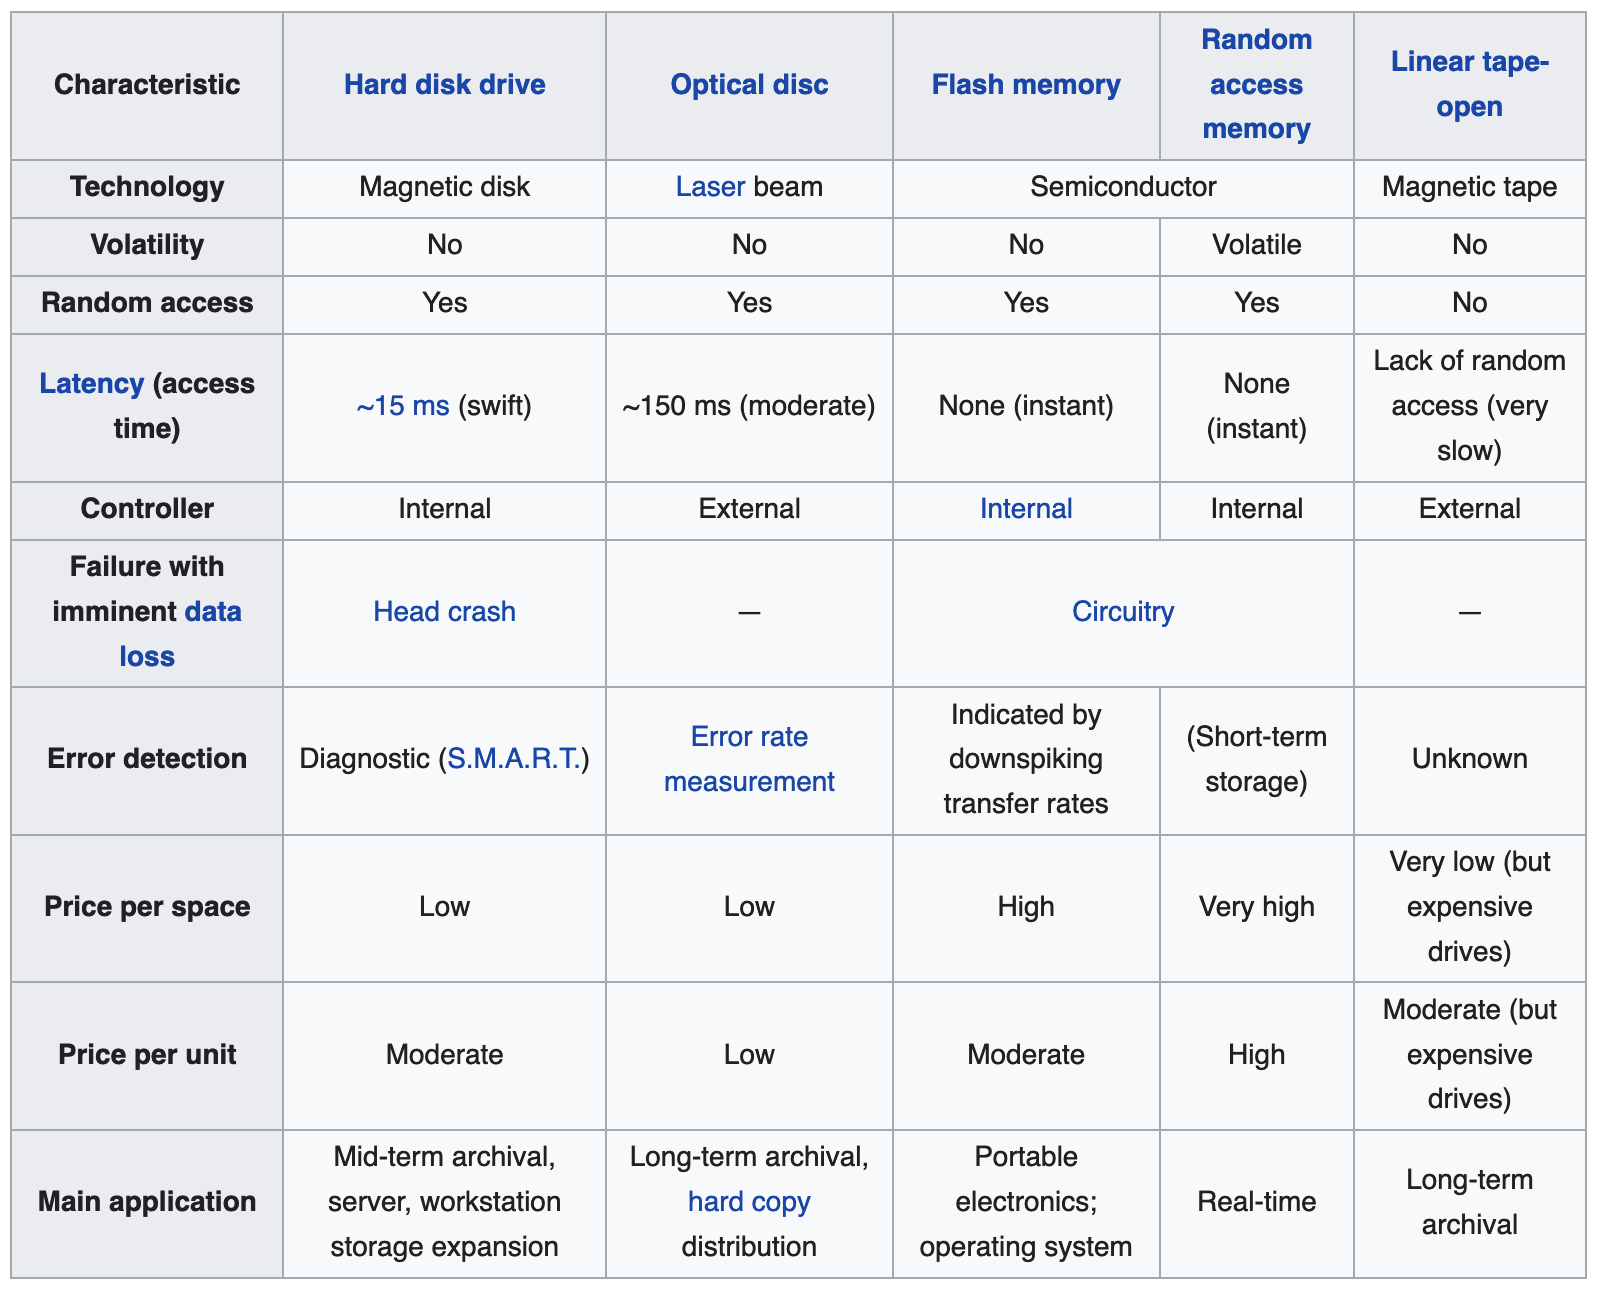 Characteristic
Hard disk drive
Optical disc
Flash memory
Random
access
memory
Linear tape-
open
Technology
Magnetic disk
Laser beam
Semiconductor
Magnetic tape
Volatility
No
No
No
Volatile
No
Random access
Yes
Yes
Yes
Yes
No
Latency (access
time)
~15 ms (swift)
~150 ms (moderate)
None (instant)
None
(instant)
Lack of random
access (very
slow)
Controller
Internal
External
Internal
Internal
External
Failure with
imminent data
loss
Head crash
—
Circuitry
—
Error detection
Diagnostic (S.M.A.R.T.)
Error rate
measurement
Indicated by
downspiking
transfer rates
(Short-term
storage)
Unknown
Price per space
Low
Low
High
Very high
Very low (but
expensive
drives)
Price per unit
Moderate
Low
Moderate
High
Moderate (but
expensive
drives)
Main application
Mid-term archival,
server, workstation
storage expansion
Long-term archival,
hard copy
distribution
Portable
electronics;
operating system
Real-time
Long-term
archival